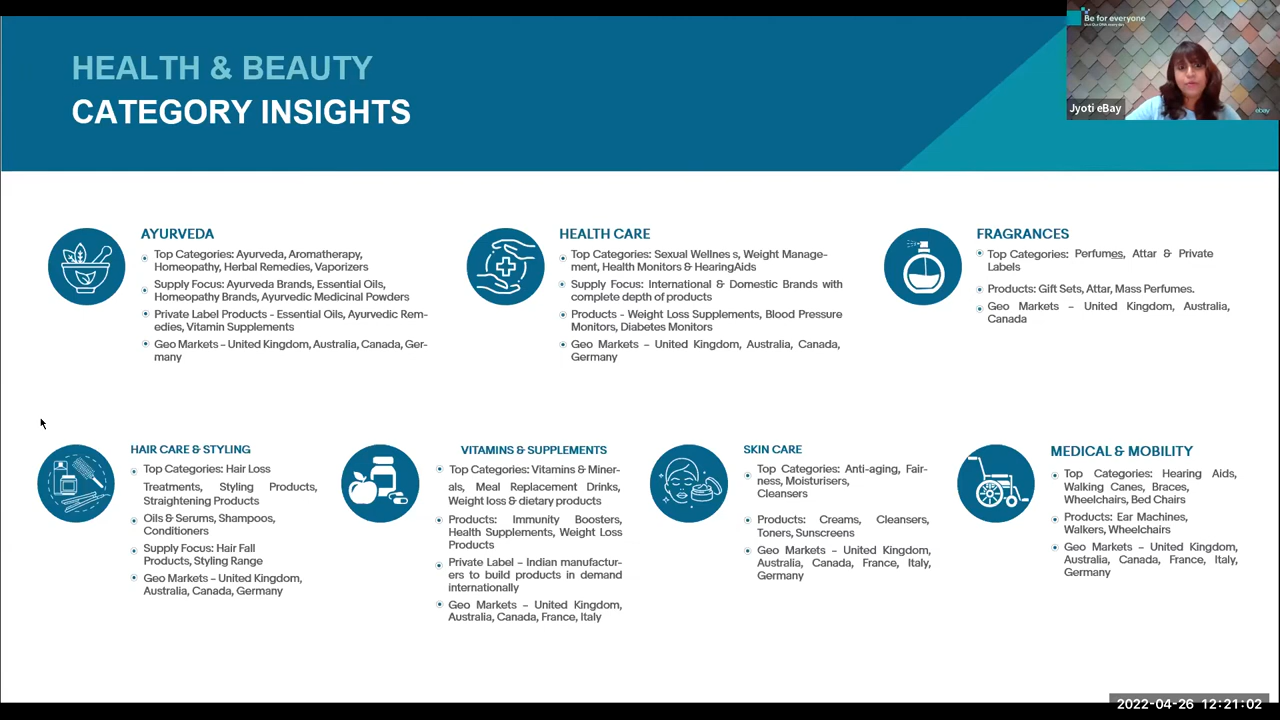 HEALTH & BEAUTY
CATEGORY INSIGHTS
Be for everyone
Jyoti eBay
ebay
AYURVEDA
Top Categories: Ayurveda, Aromatherapy,
Homeopathy, Herbal Remedies, Vaporizers
Supply Focus: Ayurveda Brands, Essential Oils,
Homeopathy Brands, Ayurvedic Medicinal Powders
Private Label Products - Essential Oils, Ayurvedic Rem-
edies, Vitamin Supplements
Geo Markets – United Kingdom, Australia, Canada, Ger-
many
HEALTH CARE
Top Categories: Sexual Wellnes s, Weight Manage-
ment, Health Monitors & HearingAids
Supply Focus: International & Domestic Brands with
complete depth of products
Products - Weight Loss Supplements, Blood Pressure
Monitors, Diabetes Monitors
Geo Markets – United Kingdom, Australia, Canada,
Germany
FRAGRANCES
Top Categories: Perfumes, Attar & Private
Labels
Products: Gift Sets, Attar, Mass Perfumes.
Geo Markets – United Kingdom, Australia,
Canada
HAIR CARE & STYLING
Top Categories: Hair Loss
Treatments, Styling Products,
Straightening Products
Oils & Serums, Shampoos,
Conditioners
Supply Focus: Hair Fall
Products, Styling Range
Geo Markets – United Kingdom,
Australia, Canada, Germany
VITAMINS & SUPPLEMENTS
Top Categories: Vitamins & Miner-
als, Meal Replacement Drinks,
Weight loss & dietary products
Products: Immunity Boosters,
Health Supplements, Weight Loss
Products
Private Label – Indian manufactur-
ers to build products in demand
internationally
Geo Markets – United Kingdom,
Australia, Canada, France, Italy
SKIN CARE
Top Categories: Anti-aging, Fair-
ness, Moisturisers,
Cleansers
Products: Creams, Cleansers,
Toners, Sunscreens
Geo Markets – United Kingdom,
Australia, Canada, France, Italy,
Germany
MEDICAL & MOBILITY
Top Categories: Hearing Aids,
Walking Canes, Braces,
Wheelchairs, Bed Chairs
Products: Ear Machines,
Walkers, Wheelchairs
Geo Markets – United Kingdom,
Australia, Canada, France, Italy,
Germany
2022-04-26 12:21:02